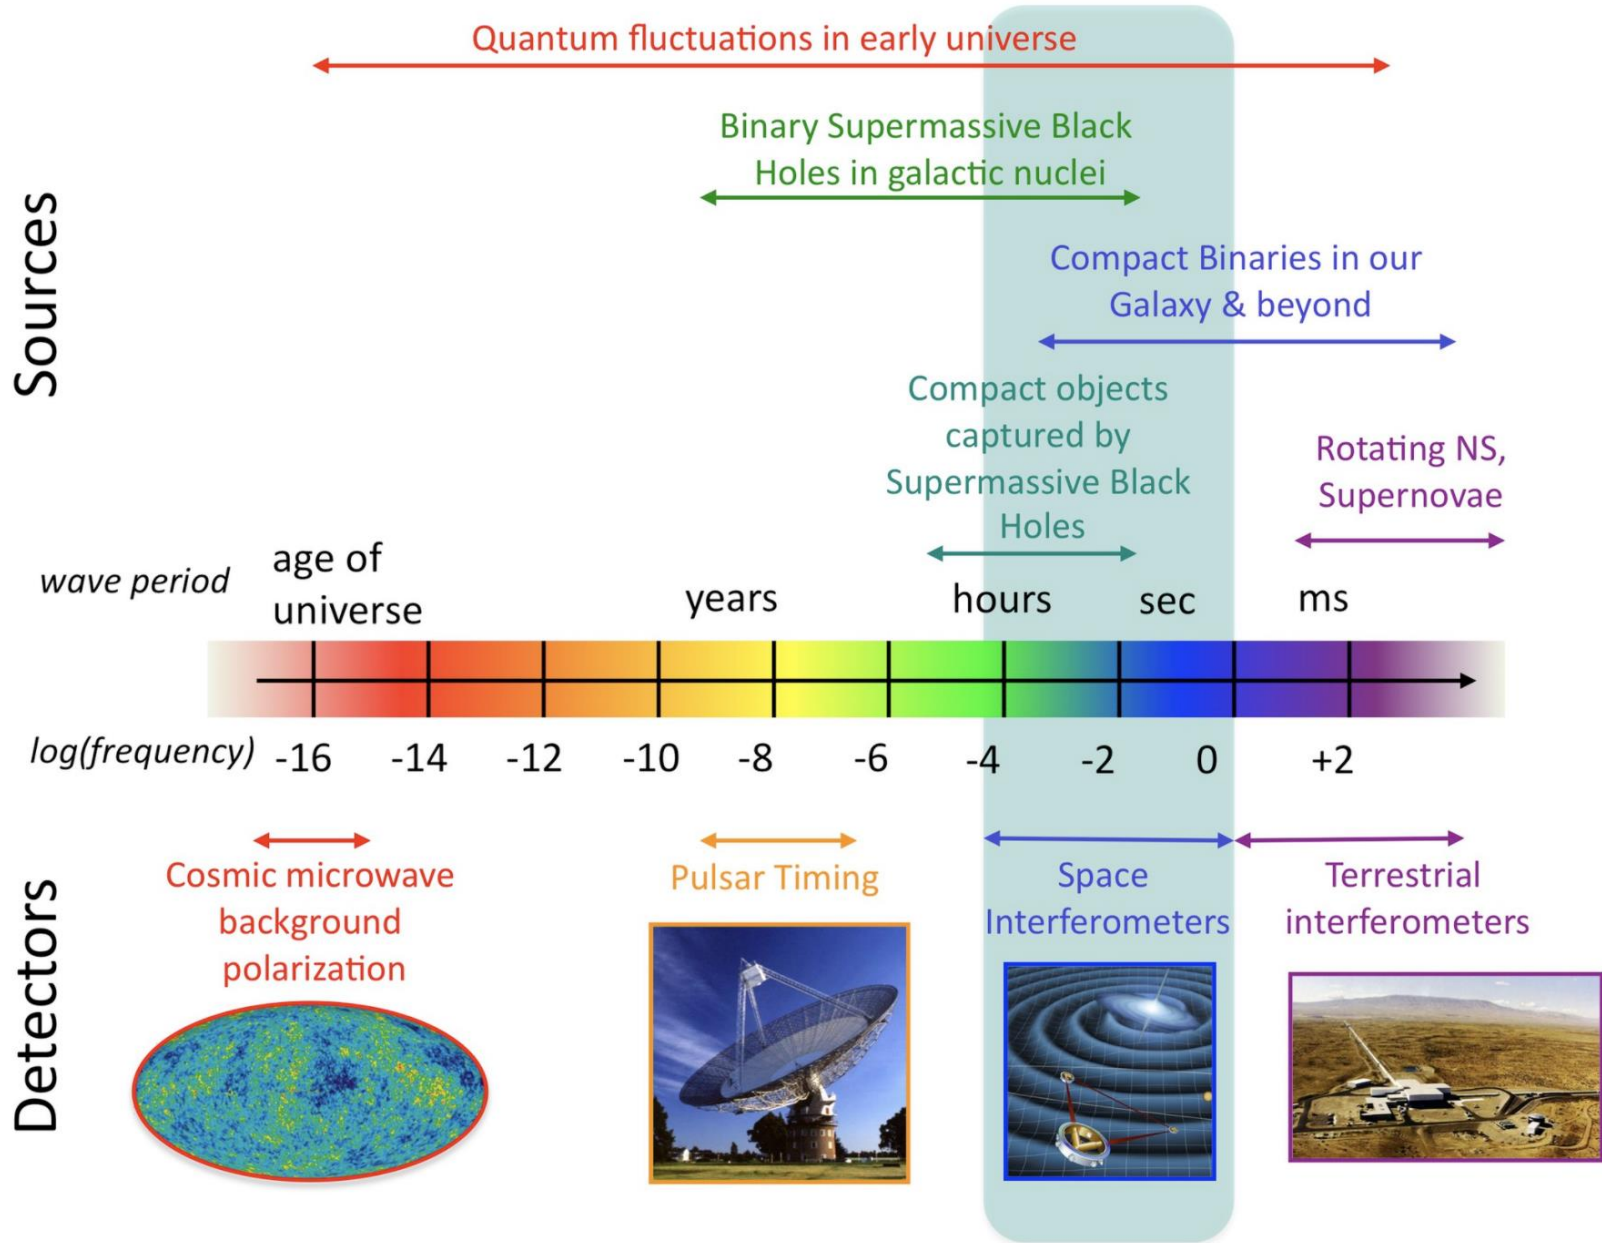 Quantum fluctuations in early universe
Binary Supermassive Black
Holes in galactic nuclei
Compact Binaries in our
Galaxy & beyond
Compact objects
captured by
Supermassive Black
Holes
Rotating NS,
Supernovae
Sources
wave period
age of
universe
years
hours
sec
ms
log(frequency)
-16
-14
-12
-10
-8
-6
-4
-2
0
+2
Detectors
Cosmic microwave
background
polarization
Pulsar Timing
Space
Interferometers
Terrestrial
interferometers